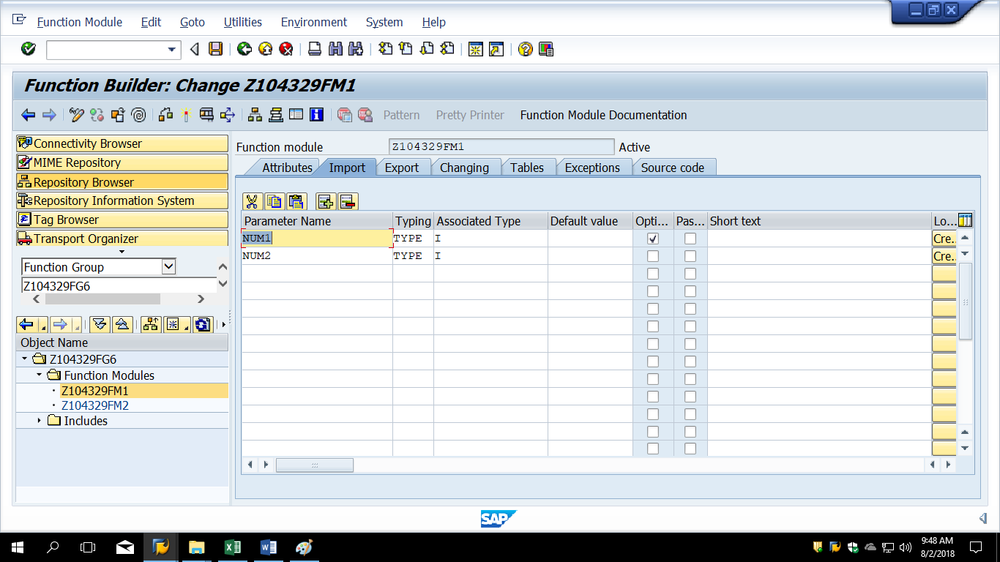 Function Module Edit Goto Utilities Environment System Help
Function Builder: Change Z104329FM1
Pattern Pretty Printer Function Module Documentation
Connectivity Browser
MIME Repository
Repository Browser
Repository Information System
Tag Browser
Transport Organizer
Function Group
Z104329FG6
Object Name
Z104329FG6
Function Modules
Z104329FM1
Z104329FM2
Includes
Function module Z104329FM1 Active
Attributes Import Export Changing Tables Exceptions Source code
Parameter Name Typing Associated Type Default value Opti... Pas... Short text Lo...
NUM1 TYPE I Cre..
NUM2 TYPE I Cre..
SAP
9:48 AM
8/2/2018